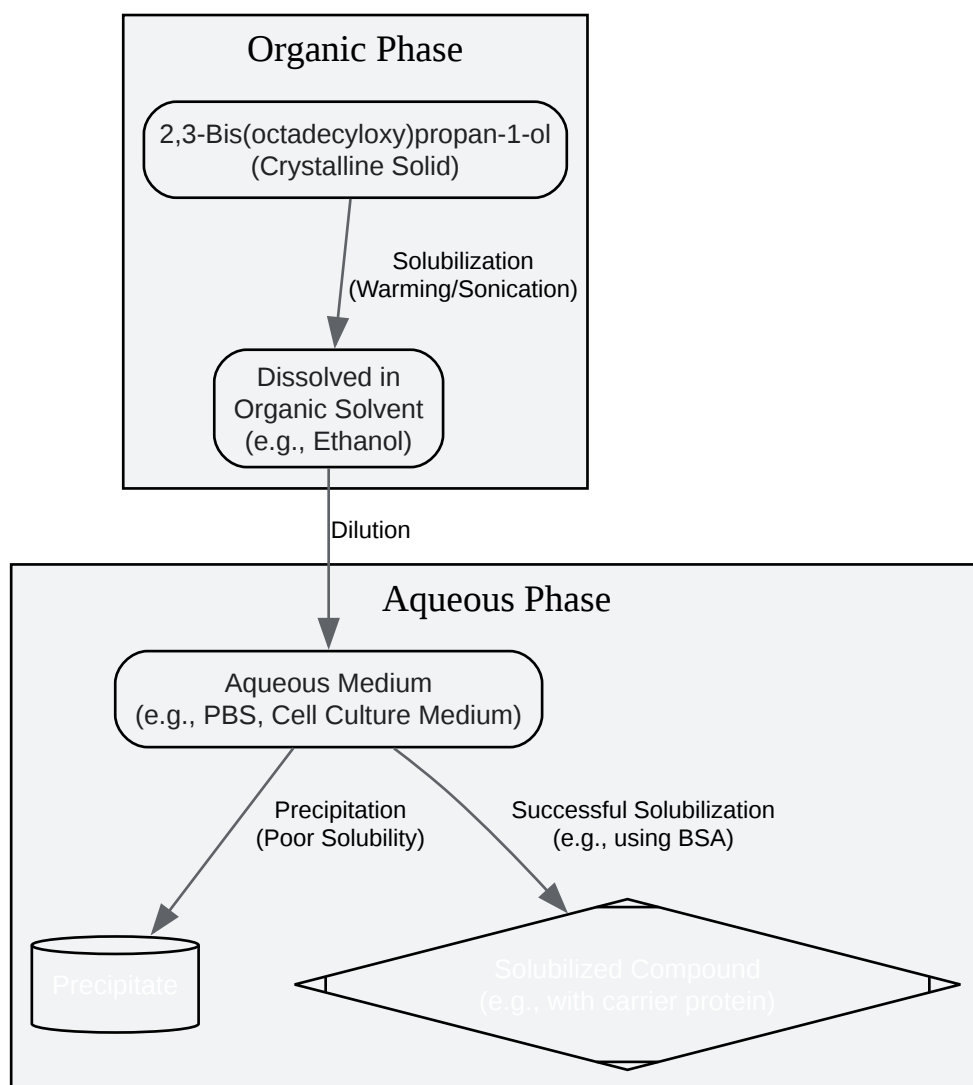 Organic Phase
2,3-Bis(octadecyloxy)propan-1-ol
(Crystalline Solid)
Solubilization
(Warming/Sonication)
Dissolved in
Organic Solvent
(e.g., Ethanol)
Dilution
Aqueous Phase
Aqueous Medium
(e.g., PBS, Cell Culture Medium)
Precipitation
(Poor Solubility)
Successful Solubilization
(e.g., using BSA)
Precipitate
Solubilized Compound
(e.g., with carrier protein)